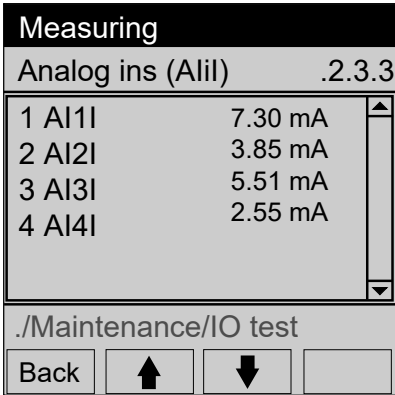 Measuring
Analog ins (AIiI) .2.3.3
1 AI1I 7.30 mA
2 AI2I 3.85 mA
3 AI3I 5.51 mA
4 AI4I 2.55 mA
./Maintenance/IO test
Back